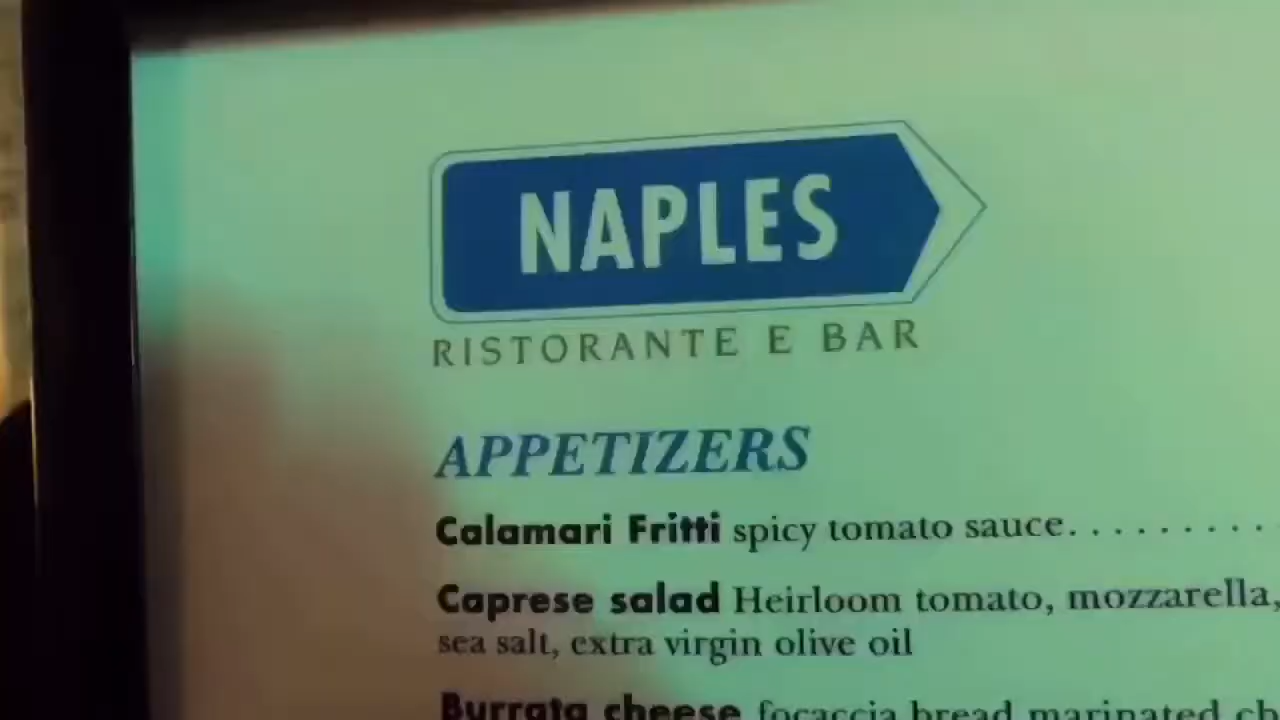 NAPLES
RISTORANTE E BAR
APPETIZERS
Calamari Fritti spicy tomato sauce.........
Caprese salad Heirloom tomato, mozzarella,
sea salt, extra virgin olive oil
Burrata cheese focaccia bread marinated